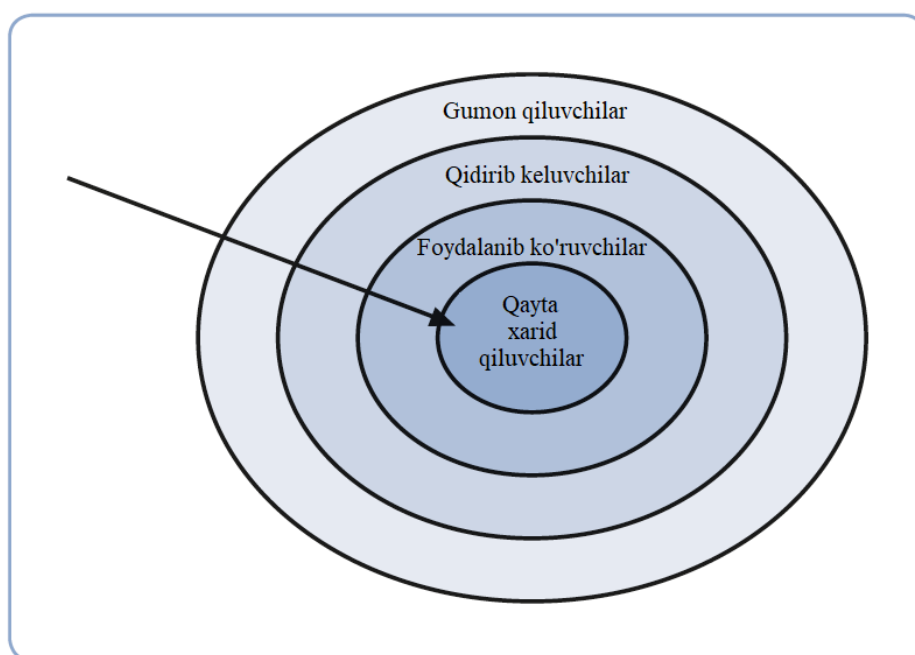 Gumon qiluvchilar
Qidirib keluvchilar
Foydalanib ko'ruvchilar
Qayta
xarid
qiluvchilar